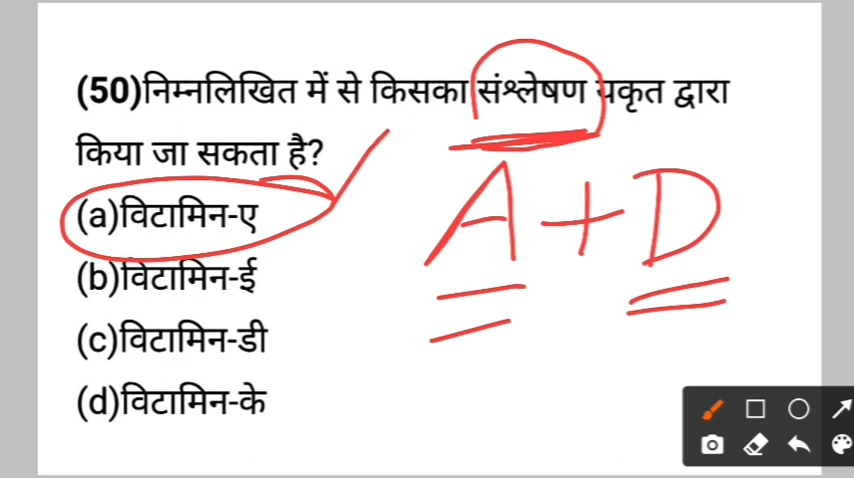 (50)निम्नलिखित में से किसका संश्लेषण यकृत द्वारा
किया जा सकता है?
(a)विटामिन-ए
A+D
(b)विटामिन-ई
(c)विटामिन-डी
(d)विटामिन-के